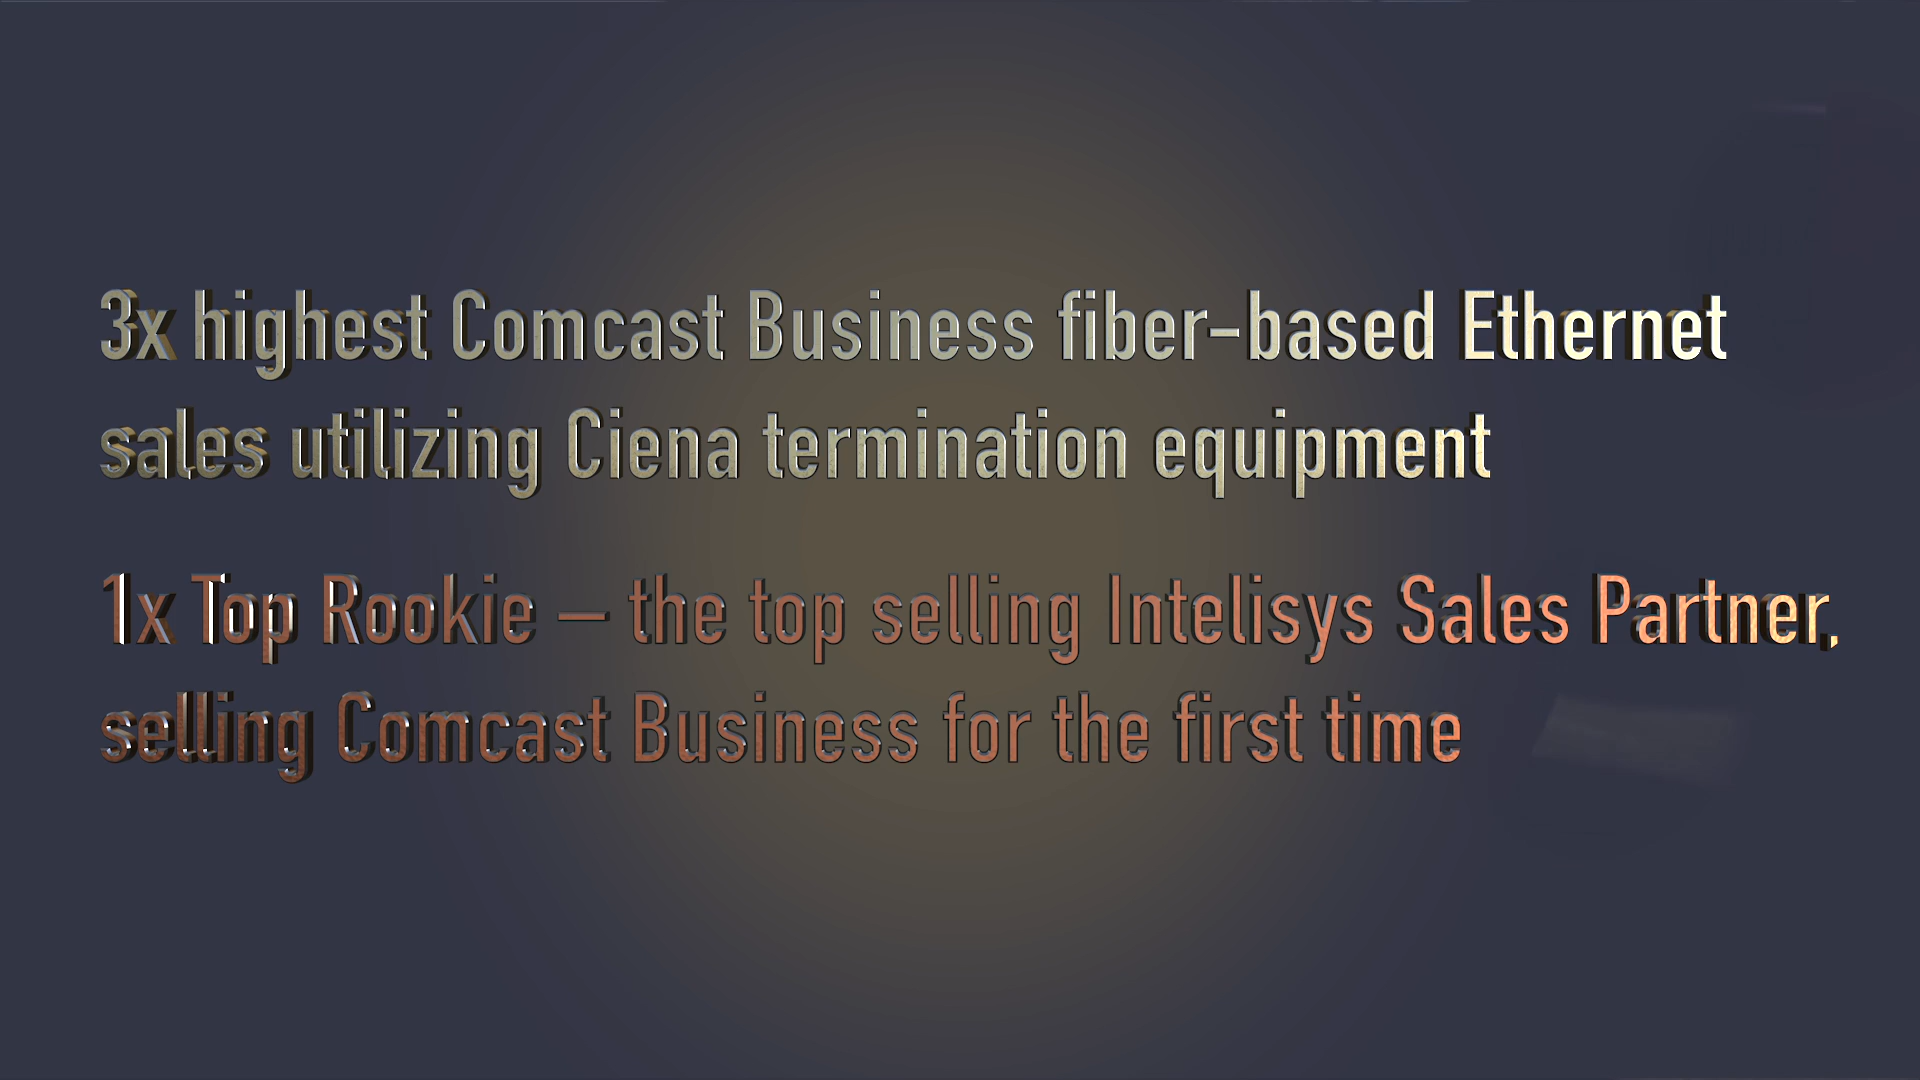 3x highest Comcast Business fiber-based Ethernet
sales utilizing Ciena termination equipment
1x Top Rookie – the top selling Intelisys Sales Partner,
selling Comcast Business for the first time